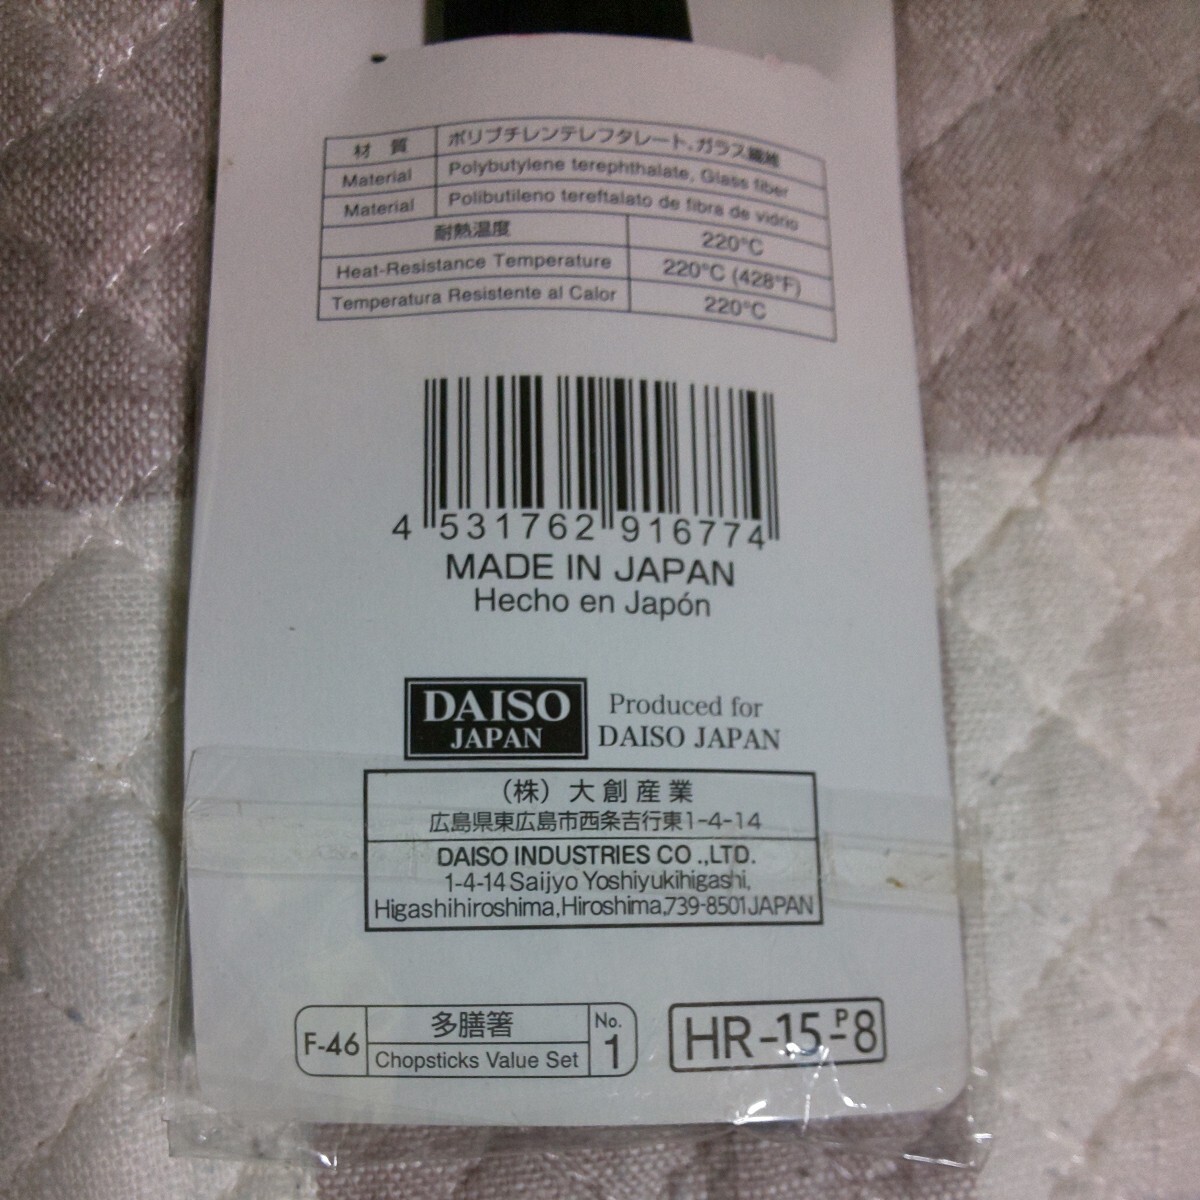 材質 ポリブチレンテレフタレート、ガラス繊維
Material Polybutylene terephthalate, Glass fiber
Material Polibutileno tereftalato de fibra de vidrio
耐熱温度 220°C
Heat-Resistance Temperature 220°C (428°F)
Temperatura Resistente al Calor 220°C
4 531762 916774
MADE IN JAPAN
Hecho en Japón
DAISO
JAPAN
Produced for
DAISO JAPAN
(株)大創産業
広島県東広島市西条吉行東1-4-14
DAISO INDUSTRIES CO.,LTD.
1-4-14 Saijyo Yoshiyukihigashi,
Higashihiroshima,Hiroshima,739-8501 JAPAN
F-46
多膳箸
Chopsticks Value Set
No.
1
HR-15-P8